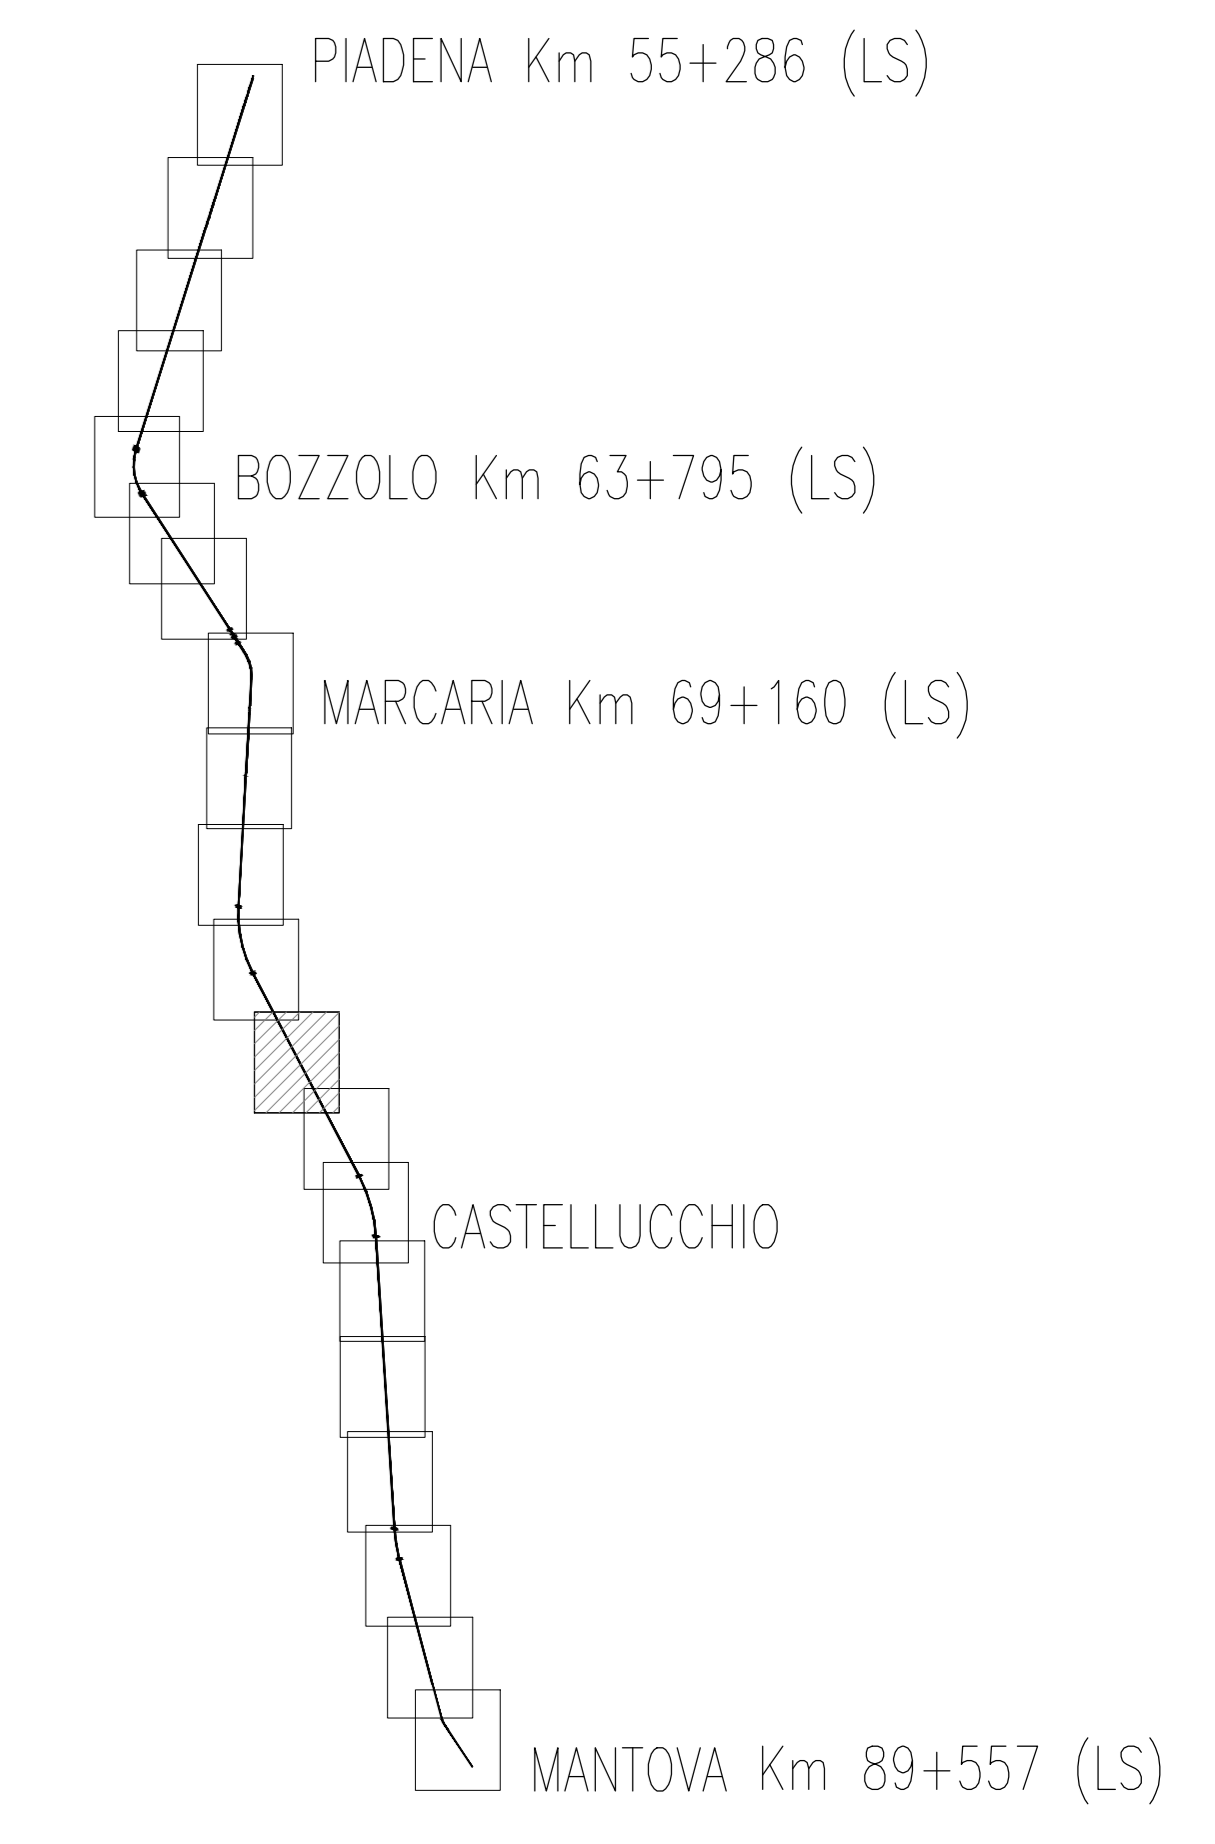 PIADENA Km 55+286 (LS)
BOZZOLO Km 63+795 (LS)
MARCARIA Km 69+160 (LS)
CASTELLUCCHIO
MANTOVA Km 89+557 (LS)